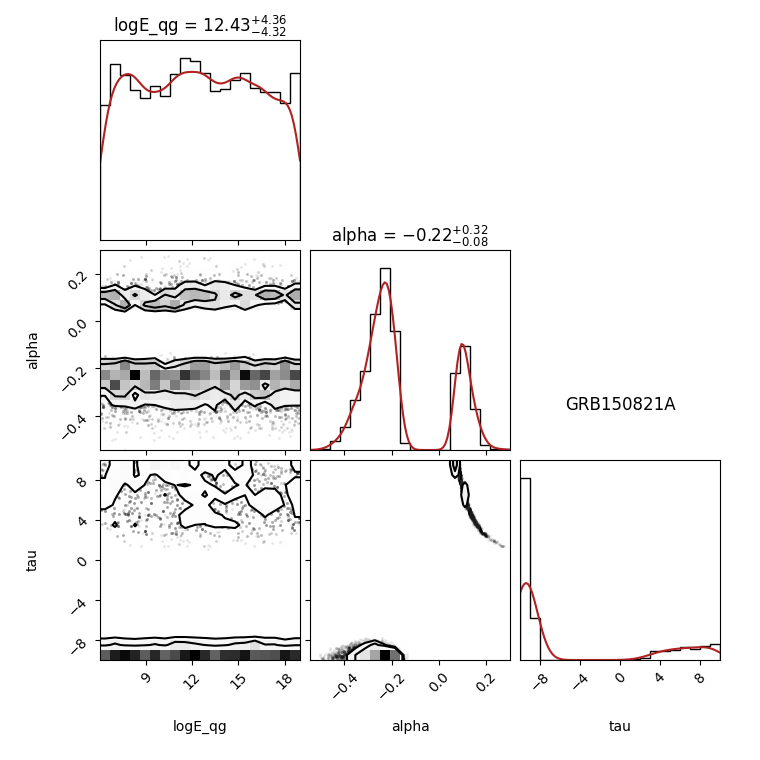 logE_qg = 12.43 +4.36 −4.32
alpha = −0.22 +0.32 −0.08
0.2
0.0
−0.2
−0.4
alpha
GRB150821A
8
4
0
−4
−8
tau
9 12 15 18
−0.4 −0.2 0.0 0.2
−8 −4 0 4 8
logE_qg alpha tau